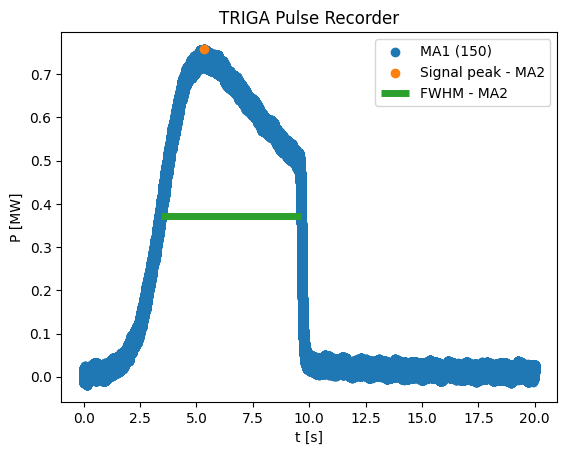 TRIGA Pulse Recorder
MA1 (150)
Signal peak - MA2
FWHM - MA2
P [MW]
0.7
0.6
0.5
0.4
0.3
0.2
0.1
0.0
0.0 2.5 5.0 7.5 10.0 12.5 15.0 17.5 20.0
t [s]